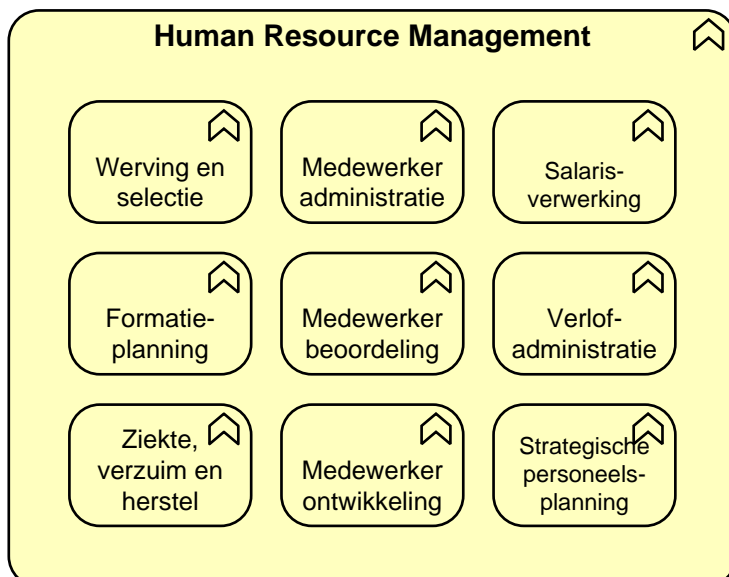 Human Resource Management
Werving en
selectie
Medewerker
administratie
Salaris-
verwerking
Formatie-
planning
Medewerker
beoordeling
Verlof-
administratie
Ziekte,
verzuim en
herstel
Medewerker
ontwikkeling
Strategische
personeels-
planning